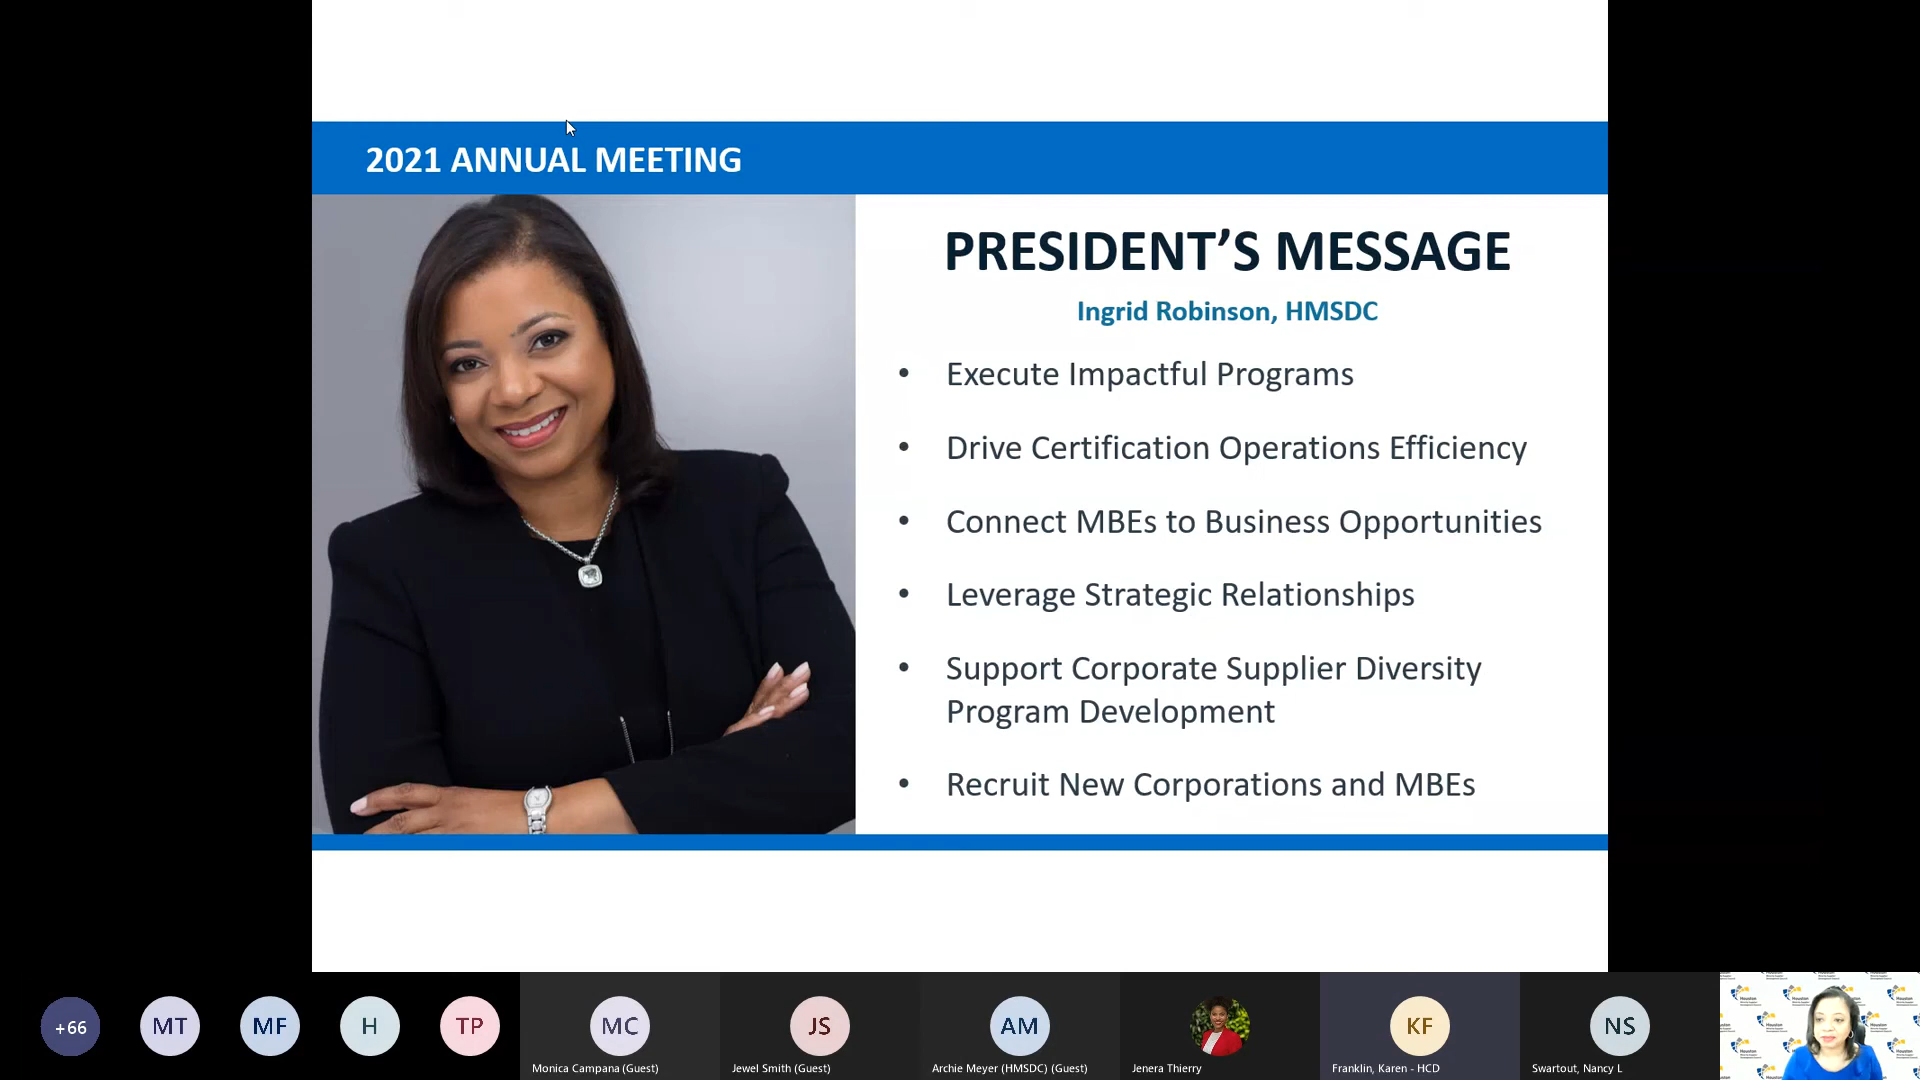 2021 ANNUAL MEETING
PRESIDENT’S MESSAGE
Ingrid Robinson, HMSDC
• Execute Impactful Programs
• Drive Certification Operations Efficiency
• Connect MBEs to Business Opportunities
• Leverage Strategic Relationships
• Support Corporate Supplier Diversity
Program Development
• Recruit New Corporations and MBEs
+66
MT
MF
H
TP
MC
JS
AM
KF
NS
Monica Campana (Guest)
Jewel Smith (Guest)
Archie Meyer (HMSDC) (Guest)
Jenera Thierry
Franklin, Karen - HCD
Swartout, Nancy L
Houston